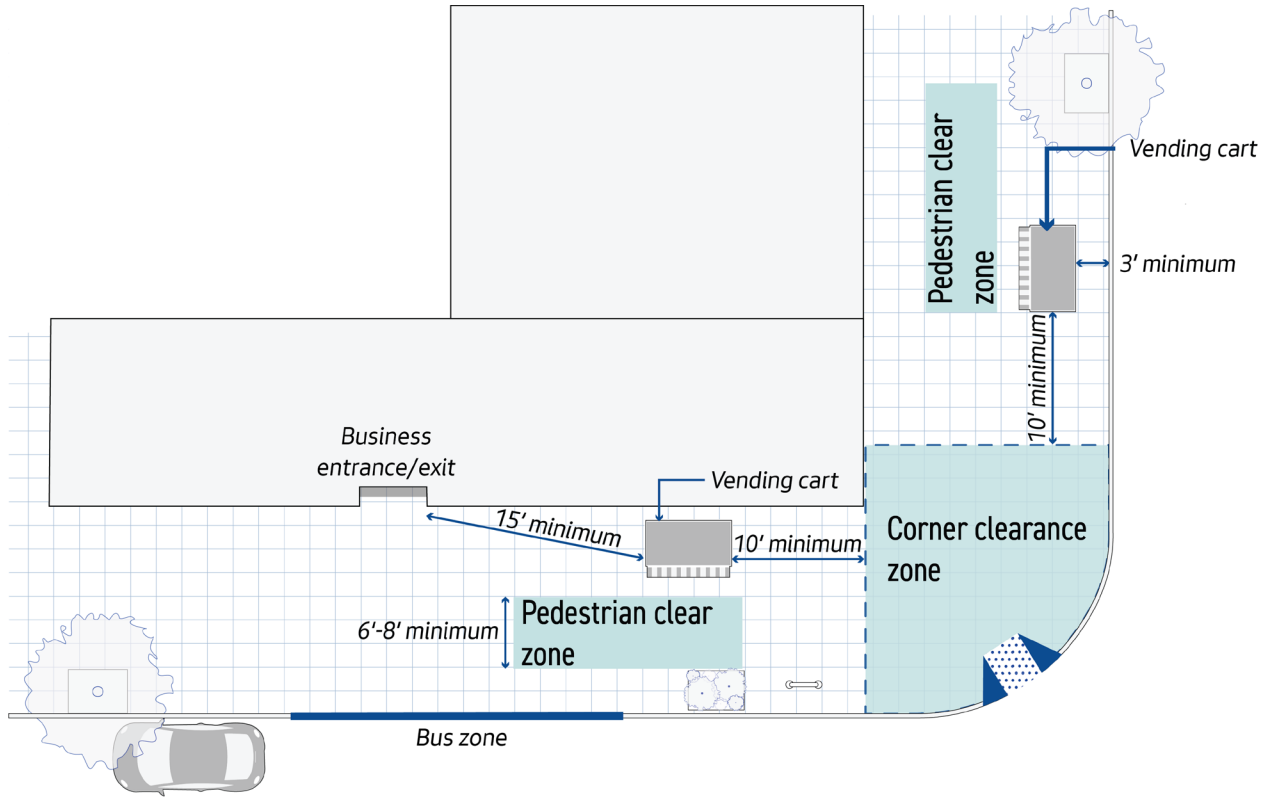 Pedestrian clear
zone
Vending cart
3' minimum
10' minimum
Business
entrance/exit
Vending cart
15' minimum
10' minimum
Corner clearance
zone
6'-8' minimum
Pedestrian clear
zone
Bus zone